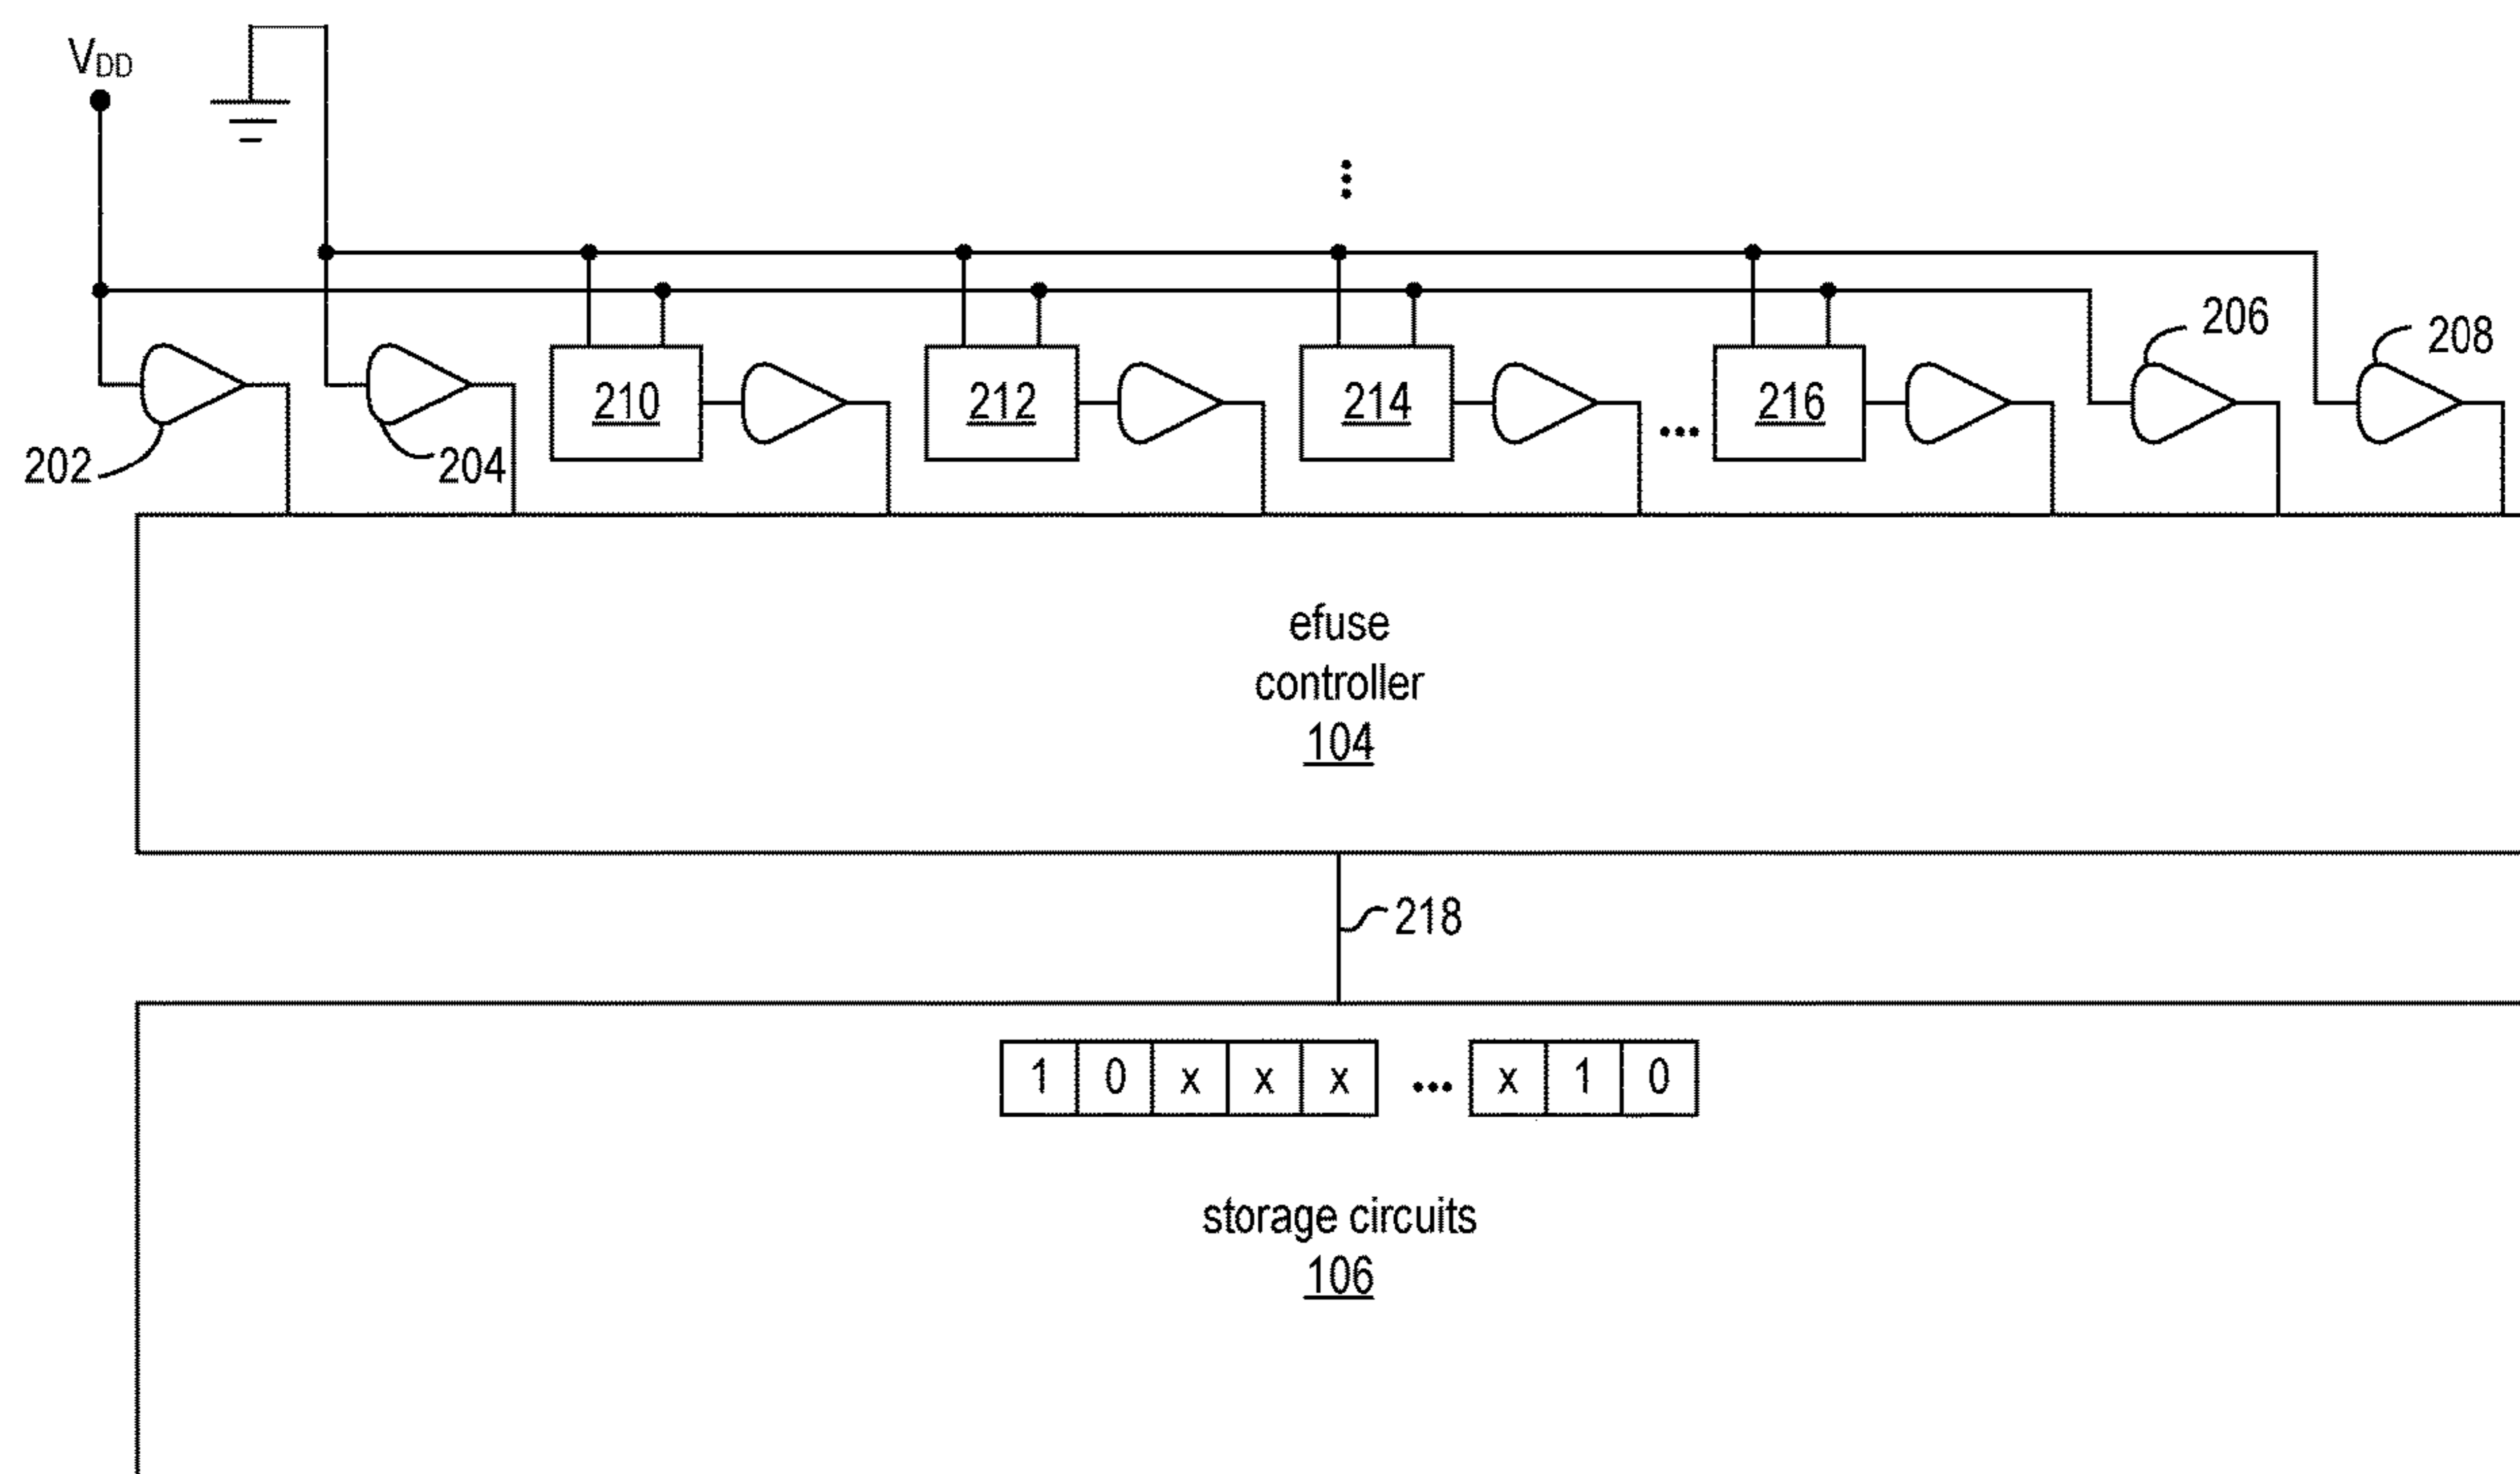 VDD
206
208
210
212
214
216
202
204
efuse
controller
104
218
1 0 x x x ... x 1 0
storage circuits
106